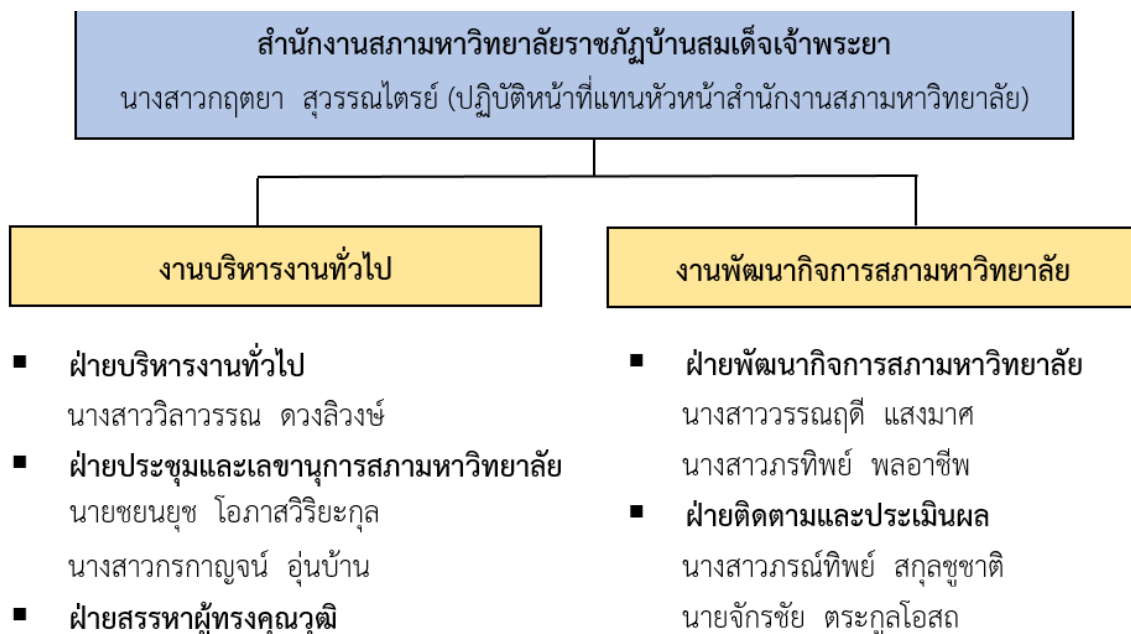 สำนักงานสภามหาวิทยาลัยราชภัฏบ้านสมเด็จเจ้าพระยา
นางสาวกฤตยา สุวรรณไตรย์ (ปฏิบัติหน้าที่แทนหัวหน้าสำนักงานสภามหาวิทยาลัย)
งานบริหารงานทั่วไป
▪ ฝ่ายบริหารงานทั่วไป
นางสาววิลาวรรณ ดวงลิวงษ์
▪ ฝ่ายประชุมและเลขานุการสภามหาวิทยาลัย
นายชยนยุช โอภาสวิริยะกุล
นางสาวกรกาญจน์ อุ่นบ้าน
▪ ฝ่ายสรรหาผู้ทรงคุณวุฒิ
งานพัฒนากิจการสภามหาวิทยาลัย
▪ ฝ่ายพัฒนากิจการสภามหาวิทยาลัย
นางสาววรรณฤดี แสงมาศ
นางสาวภรทิพย์ พลอาชีพ
▪ ฝ่ายติดตามและประเมินผล
นางสาวภรณ์ทิพย์ สกุลชูชาติ
นายจักรชัย ตระกูลโอสถ